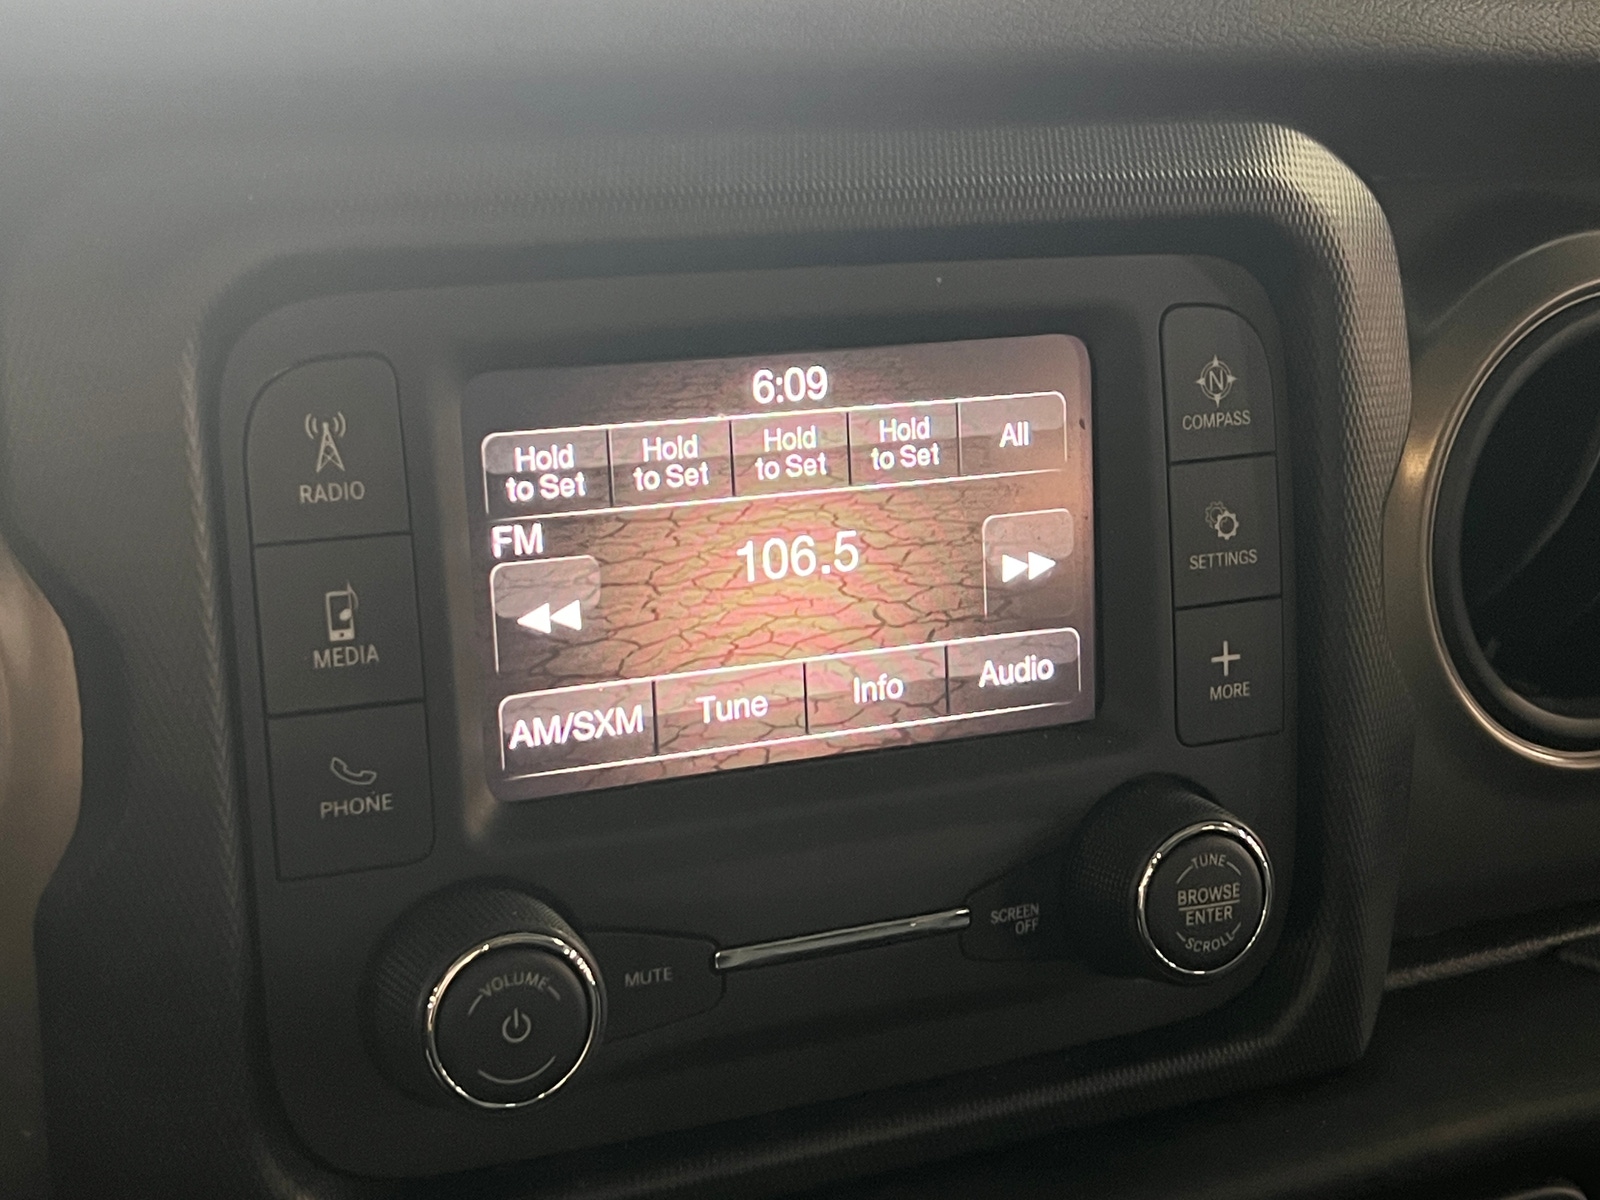 6:09
Hold to Set
Hold to Set
Hold to Set
Hold to Set
All
FM
106.5
AM/SXM
Tune
Info
Audio
RADIO
MEDIA
PHONE
N
COMPASS
SETTINGS
MORE
VOLUME
MUTE
SCREEN OFF
TUNE
BROWSE
ENTER
SCROLL